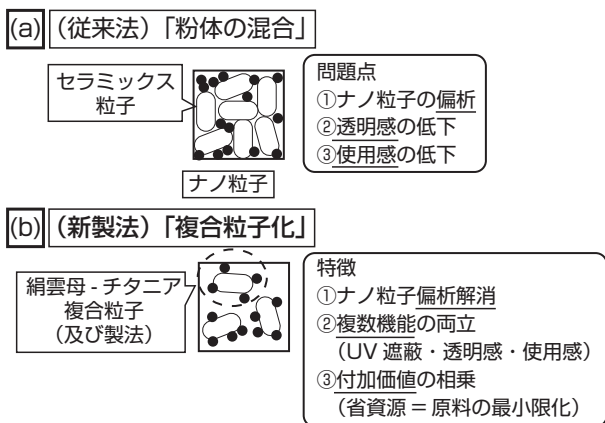 (a)（従来法）「粉体の混合」
セラミックス
粒子
ナノ粒子
問題点
①ナノ粒子の偏析
②透明感の低下
③使用感の低下
(b)（新製法）「複合粒子化」
絹雲母 - チタニア
複合粒子
（及び製法）
特徴
①ナノ粒子偏析解消
②複数機能の両立
（UV 遮蔽・透明感・使用感）
③付加価値の相乗
（省資源 = 原料の最小限化）